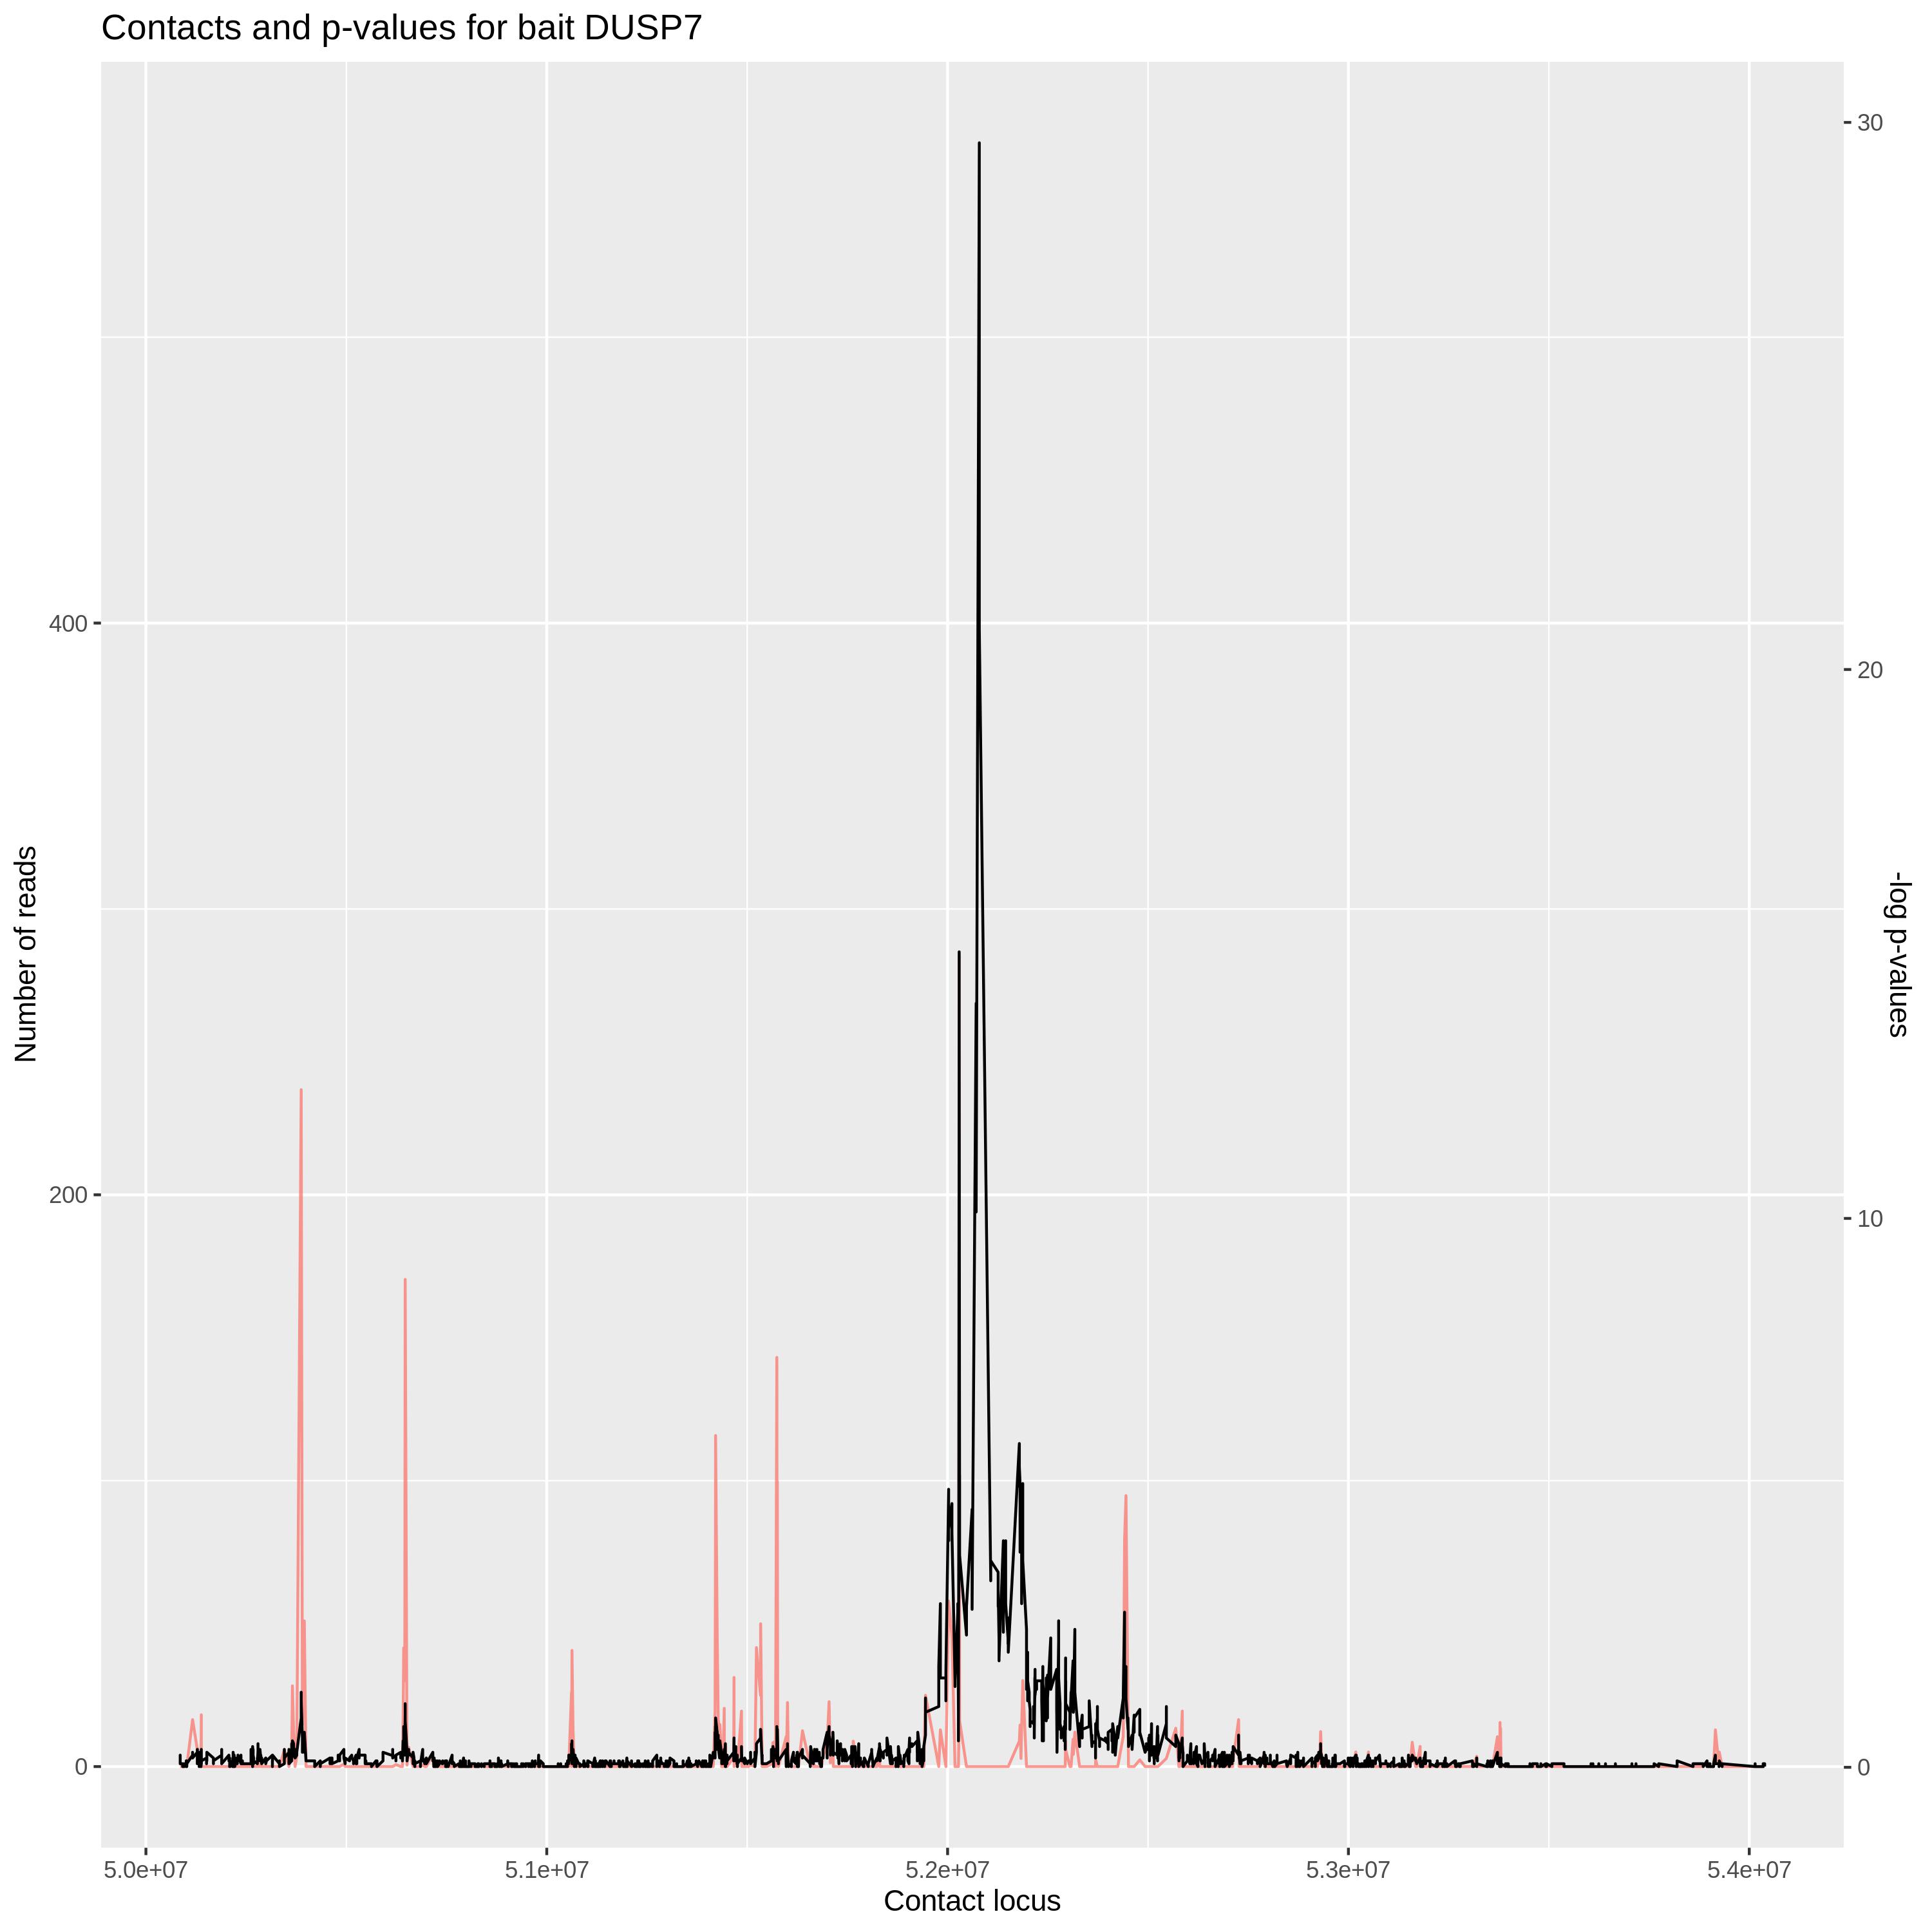 Contacts and p-values for bait DUSP7
Number of reads
400
200
0
30
20
10
0
-log p-values
5.0e+07
5.1e+07
5.2e+07
5.3e+07
5.4e+07
Contact locus